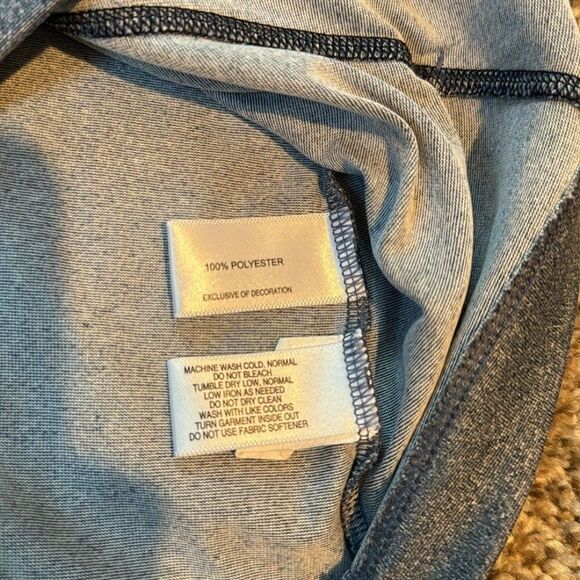 100% POLYESTER
EXCLUSIVE OF DECORATION
MACHINE WASH COLD, NORMAL
DO NOT BLEACH
TUMBLE DRY LOW, NORMAL
LOW IRON AS NEEDED
DO NOT DRY CLEAN
WASH WITH LIKE COLORS
TURN GARMENT INSIDE OUT
DO NOT USE FABRIC SOFTENER